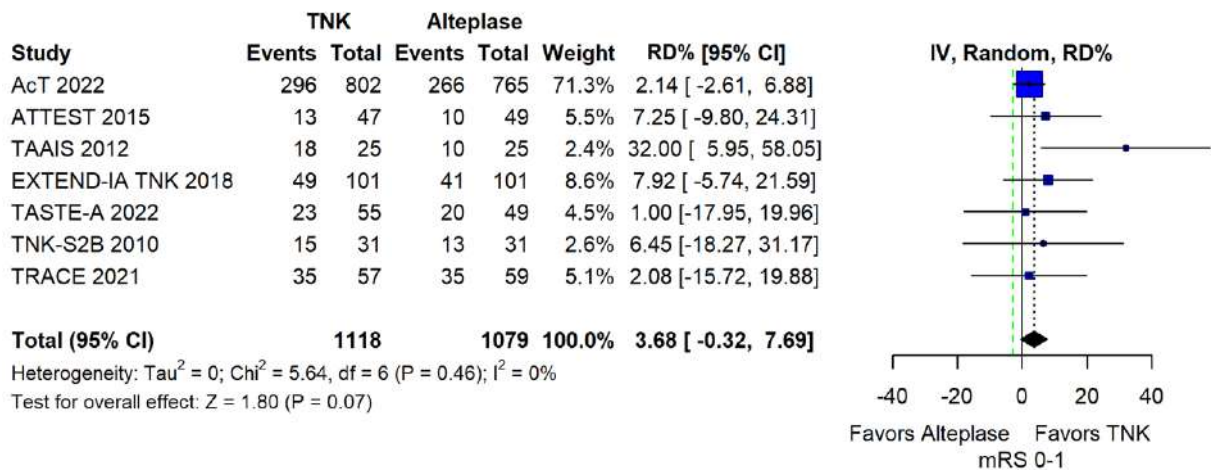 TNK Alteplase
Study Events Total Events Total Weight RD% [95% CI] IV, Random, RD%
AcT 2022 296 802 266 765 71.3% 2.14 [ -2.61, 6.88]
ATTEST 2015 13 47 10 49 5.5% 7.25 [ -9.80, 24.31]
TAAIS 2012 18 25 10 25 2.4% 32.00 [ 5.95, 58.05]
EXTEND-IA TNK 2018 49 101 41 101 8.6% 7.92 [ -5.74, 21.59]
TASTE-A 2022 23 55 20 49 4.5% 1.00 [-17.95, 19.96]
TNK-S2B 2010 15 31 13 31 2.6% 6.45 [-18.27, 31.17]
TRACE 2021 35 57 35 59 5.1% 2.08 [-15.72, 19.88]
Total (95% CI) 1118 1079 100.0% 3.68 [ -0.32, 7.69]
Heterogeneity: Tau² = 0; Chi² = 5.64, df = 6 (P = 0.46); I² = 0%
Test for overall effect: Z = 1.80 (P = 0.07)
-40 -20 0 20 40
Favors Alteplase Favors TNK
mRS 0-1